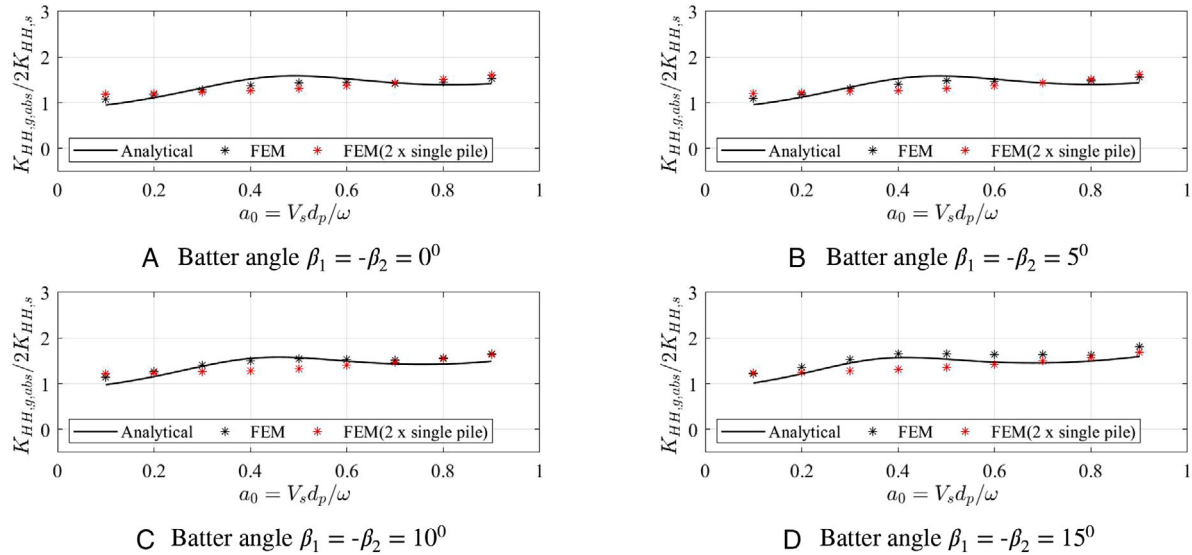 K_{HH,g,abs}/2K_{HH,s}
3
2
1
0
Analytical FEM FEM(2 x single pile)
0 0.2 0.4 0.6 0.8 1
a_0 = V_s d_p/ω
A Batter angle β_1 = -β_2 = 0^0
K_{HH,g,abs}/2K_{HH,s}
3
2
1
0
Analytical FEM FEM(2 x single pile)
0 0.2 0.4 0.6 0.8 1
a_0 = V_s d_p/ω
B Batter angle β_1 = -β_2 = 5^0
K_{HH,g,abs}/2K_{HH,s}
3
2
1
0
Analytical FEM FEM(2 x single pile)
0 0.2 0.4 0.6 0.8 1
a_0 = V_s d_p/ω
C Batter angle β_1 = -β_2 = 10^0
K_{HH,g,abs}/2K_{HH,s}
3
2
1
0
Analytical FEM FEM(2 x single pile)
0 0.2 0.4 0.6 0.8 1
a_0 = V_s d_p/ω
D Batter angle β_1 = -β_2 = 15^0